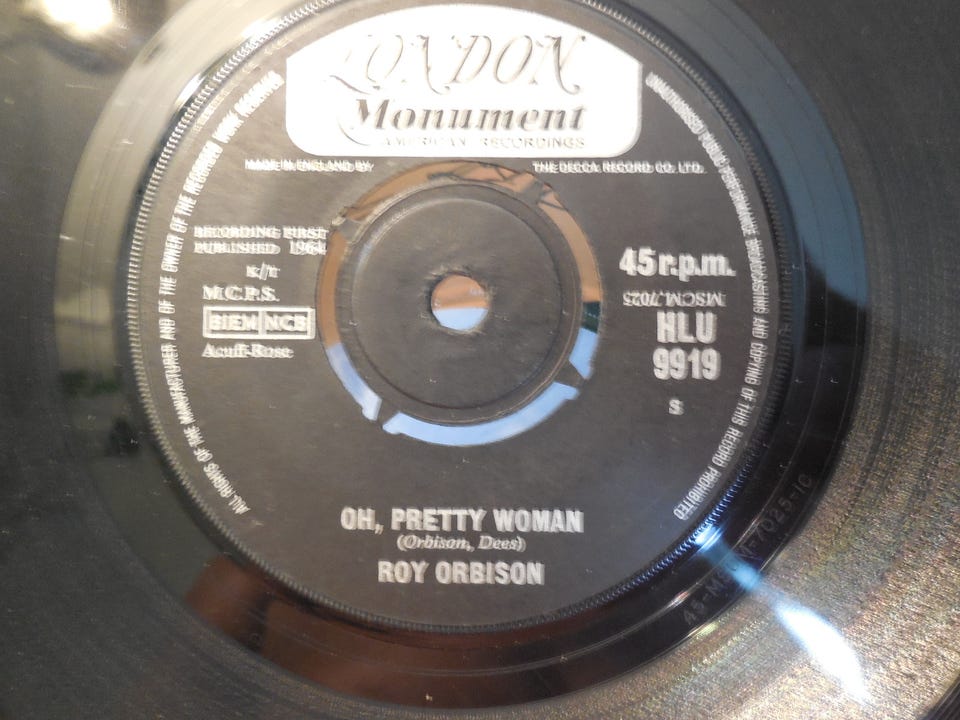 LONDON
Monument
AMERICAN RECORDINGS
MADE IN ENGLAND BY
THE DECCA RECORD CO. LTD.
ALL RIGHTS OF THE MANUFACTURER AND OF THE OWNER OF THE RECORDED WORK RESERVED
UNAUTHORISED PUBLIC PERFORMANCE BROADCASTING AND COPYING OF THIS RECORD PROHIBITED
RECORDING FIRST
PUBLISHED 1964
K/T
M.C.P.S.
BIEM NCB
Acuff-Rose
45 r.p.m.
MSCM.7025
HLU
9919
S
OH, PRETTY WOMAN
(Orbison, Dees)
ROY ORBISON